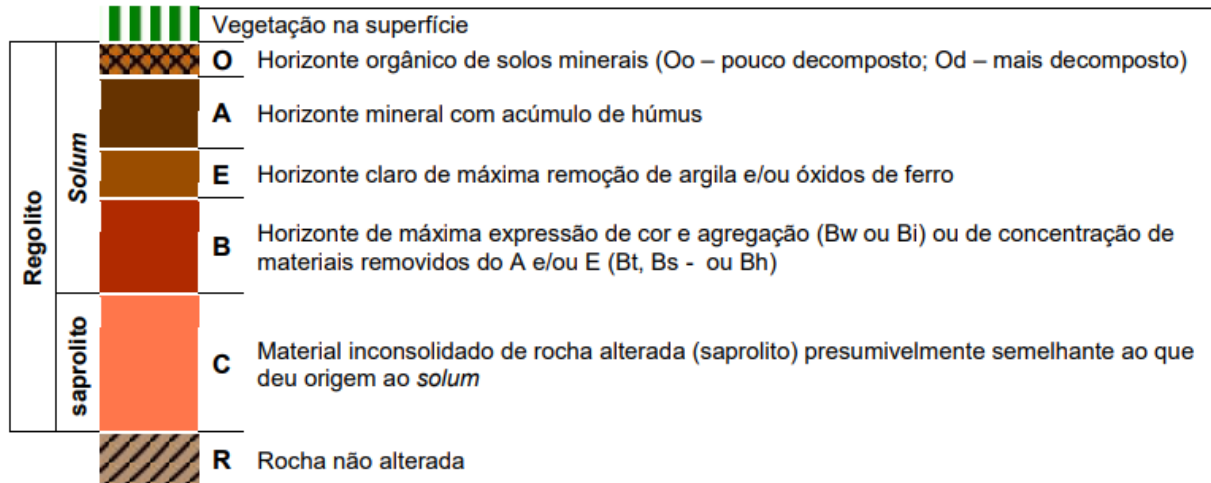 Vegetação na superfície
O Horizonte orgânico de solos minerais (Oo – pouco decomposto; Od – mais decomposto)
A Horizonte mineral com acúmulo de húmus
E Horizonte claro de máxima remoção de argila e/ou óxidos de ferro
B Horizonte de máxima expressão de cor e agregação (Bw ou Bi) ou de concentração de
materiais removidos do A e/ou E (Bt, Bs - ou Bh)
C Material inconsolidado de rocha alterada (saprolito) presumivelmente semelhante ao que
deu origem ao solum
R Rocha não alterada
Regolito
Solum
saprolito